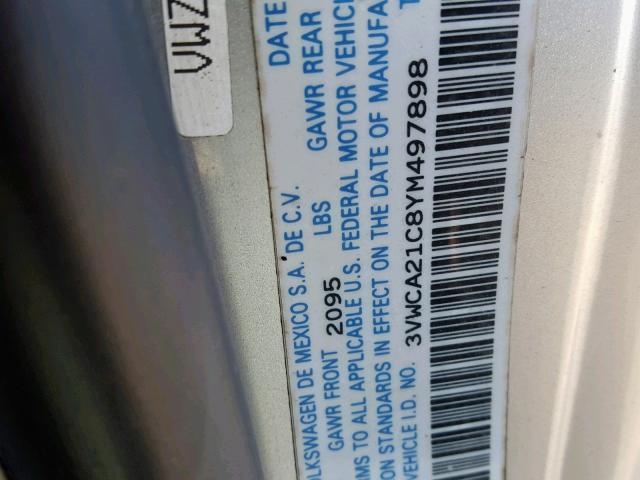 VWZ
DATE
OLKSWAGEN DE MEXICO S.A. DE C.V.
GAWR FRONT 2095 LBS GAWR REAR
MS TO ALL APPLICABLE U.S. FEDERAL MOTOR VEHIC
ON STANDARDS IN EFFECT ON THE DATE OF MANUFA
VEHICLE I.D. NO. 3VWCA21C8YM497898 T